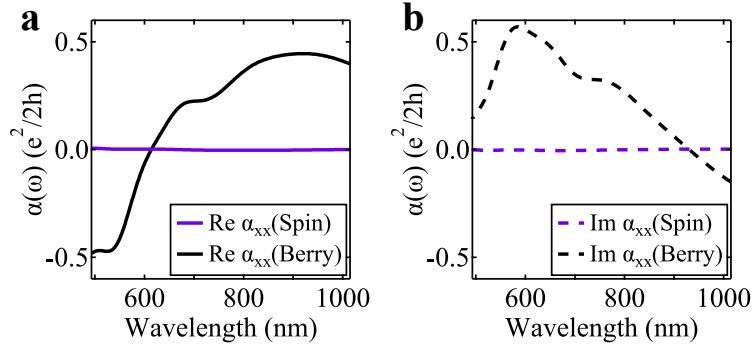 a
α(ω) (e²/2h)
0.5
0.0
-0.5
Re αₓₓ(Spin)
Re αₓₓ(Berry)
600
800
1000
Wavelength (nm)
b
α(ω) (e²/2h)
0.5
0.0
-0.5
Im αₓₓ(Spin)
Im αₓₓ(Berry)
600
800
1000
Wavelength (nm)